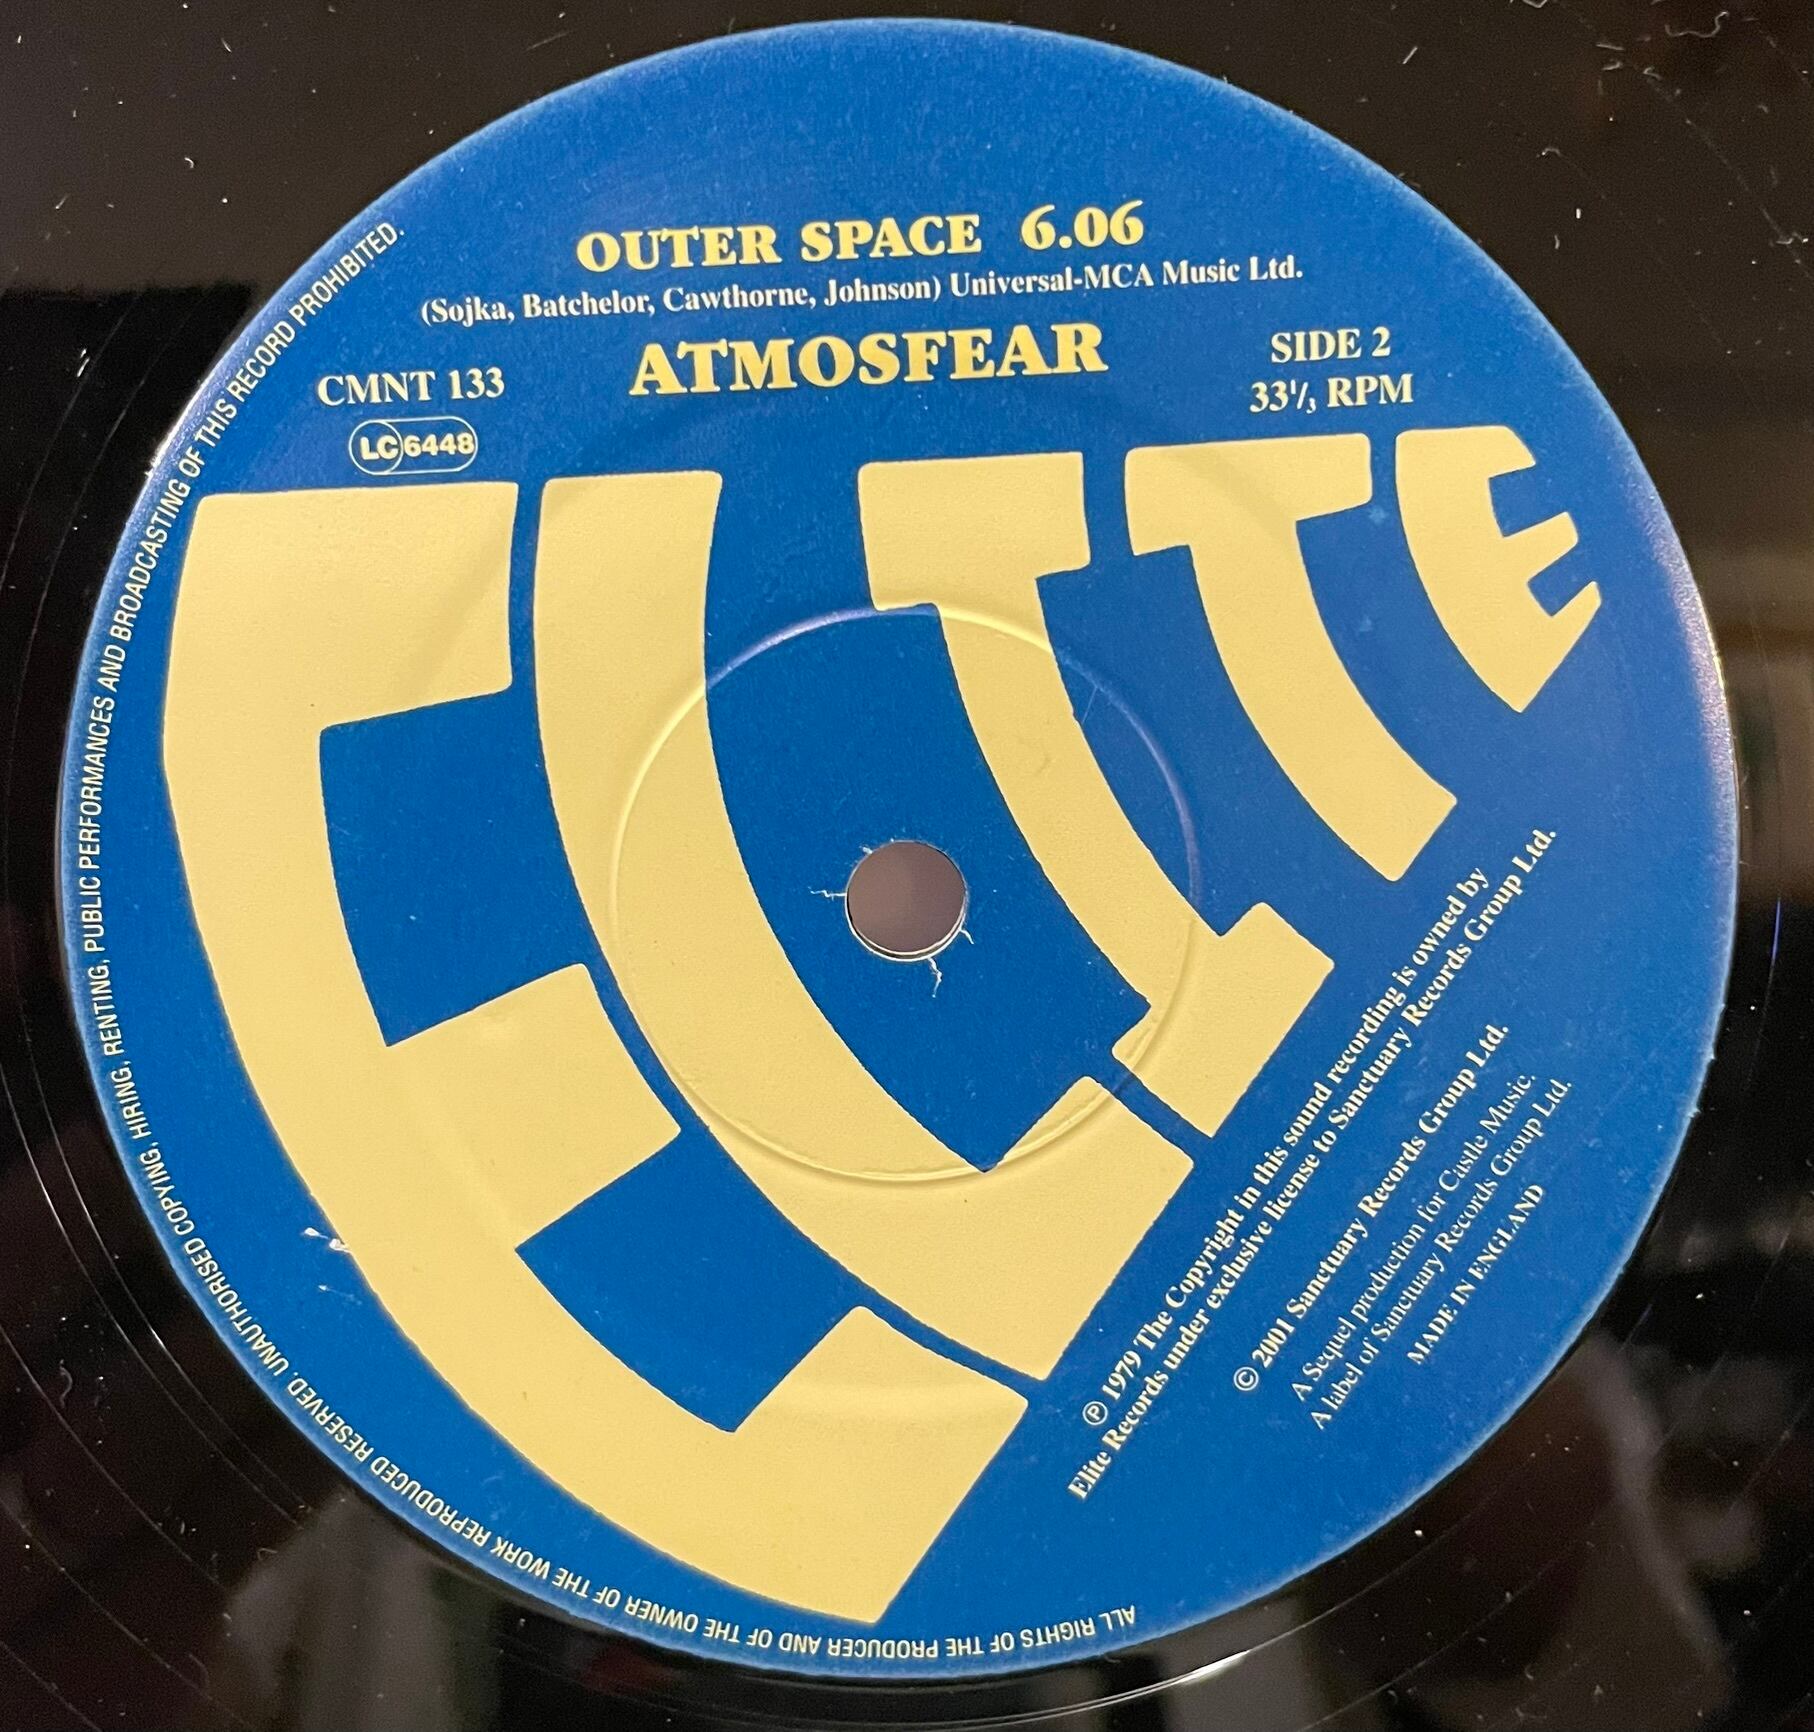 OUTER SPACE 6.06
(Sojka, Batchelor, Cawthorne, Johnson) Universal-MCA Music Ltd.
ATMOSFEAR
CMNT 133
LC 6448
SIDE 2
33⅓ RPM
ELITE
℗ 1979 The Copyright in this sound recording is owned by
Elite Records under exclusive license to Sanctuary Records Group Ltd.
© 2001 Sanctuary Records Group Ltd.
A Sequel production for Castle Music.
A label of Sanctuary Records Group Ltd.
MADE IN ENGLAND
ALL RIGHTS OF THE PRODUCER AND OF THE OWNER OF THE WORK REPRODUCED RESERVED. UNAUTHORISED COPYING, HIRING, RENTING, PUBLIC PERFORMANCES AND BROADCASTING OF THIS RECORD PROHIBITED.